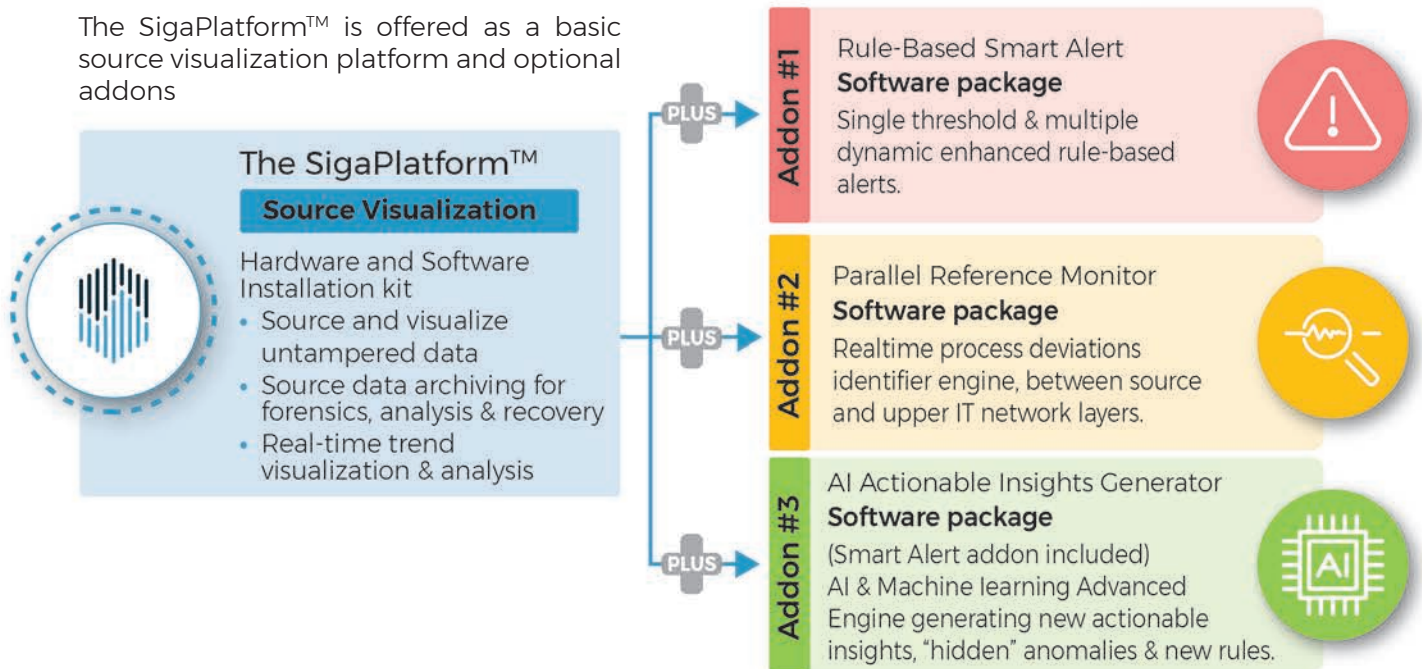 The SigaPlatform™ is offered as a basic
source visualization platform and optional
addons
The SigaPlatform™
Source Visualization
Hardware and Software
Installation kit
• Source and visualize
untampered data
• Source data archiving for
forensics, analysis & recovery
• Real-time trend
visualization & analysis
PLUS
Addon #1
Rule-Based Smart Alert
Software package
Single threshold & multiple
dynamic enhanced rule-based
alerts.
PLUS
Addon #2
Parallel Reference Monitor
Software package
Realtime process deviations
identifier engine, between source
and upper IT network layers.
PLUS
Addon #3
AI Actionable Insights Generator
Software package
(Smart Alert addon included)
AI & Machine learning Advanced
Engine generating new actionable
insights, “hidden” anomalies & new rules.
AI